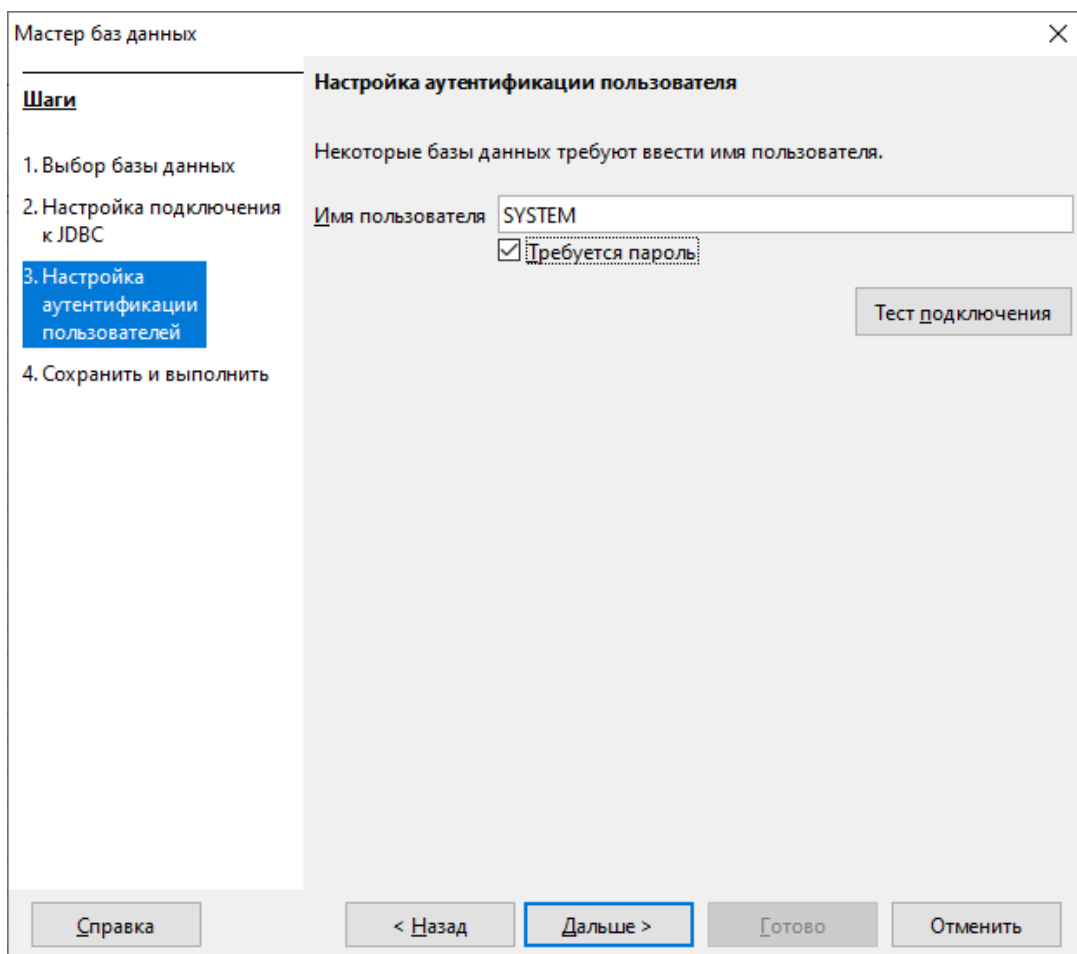 Мастер баз данных
Шаги
1. Выбор базы данных
2. Настройка подключения
к JDBC
3. Настройка
аутентификации
пользователей
4. Сохранить и выполнить
Настройка аутентификации пользователя
Некоторые базы данных требуют ввести имя пользователя.
Имя пользователя SYSTEM
Требуется пароль
Тест подключения
Справка < Назад Дальше > Готово Отменить